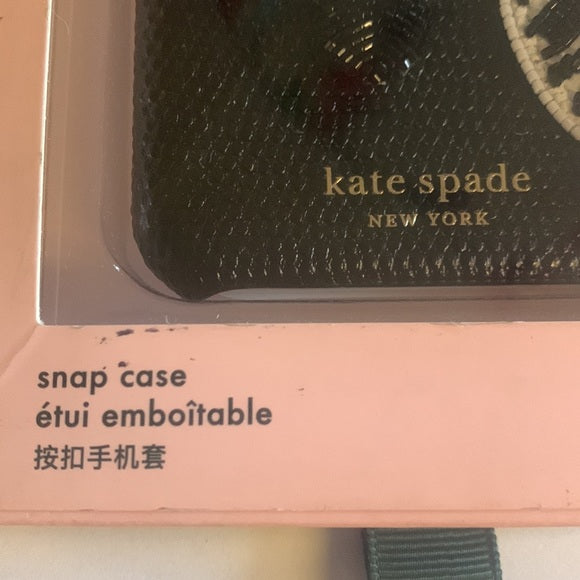 kate spade
NEW YORK
snap case
étui emboîtable
按扣手机套